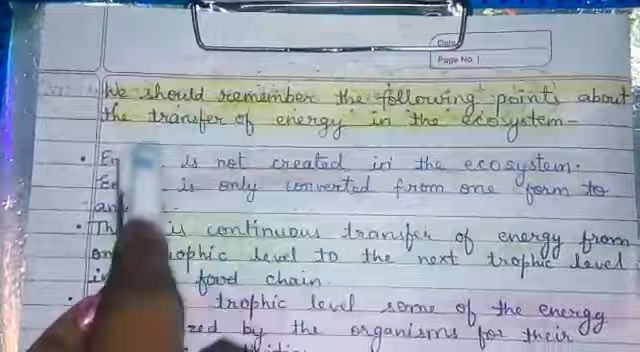 Date
Page No.
We should remember the following points about
the transfer of energy in the ecosystem-
is not created in the ecosystem.
is only converted from one form to
is continuous transfer of energy from
trophic level to the next trophic level
food chain.
trophic level some of the energy
by the organisms for their